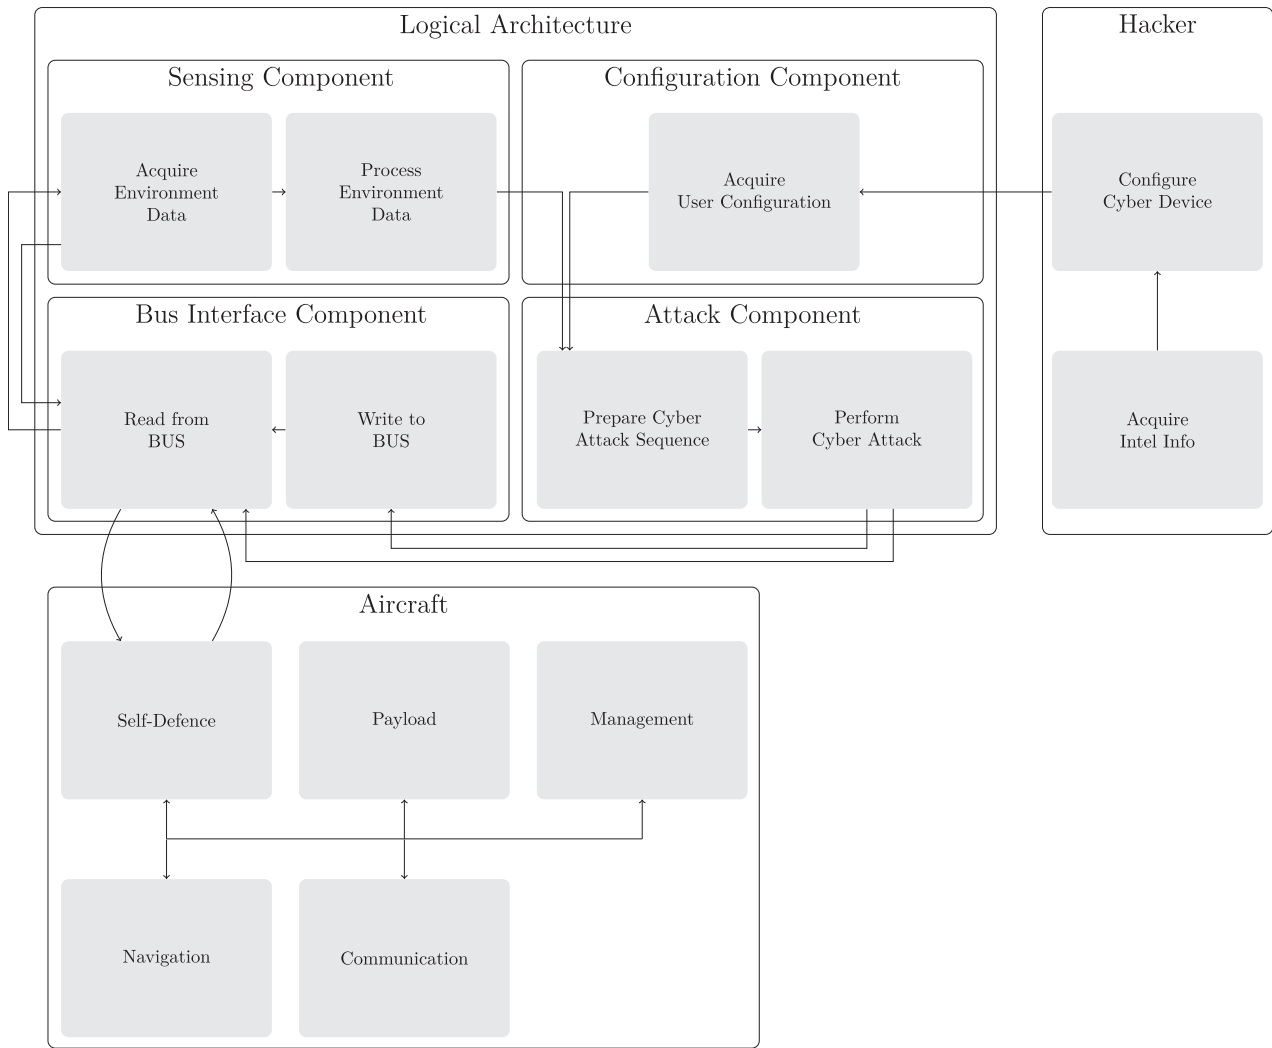 Logical Architecture
Hacker
Sensing Component
Configuration Component
Acquire
Environment
Data
Process
Environment
Data
Acquire
User Configuration
Configure
Cyber Device
Bus Interface Component
Attack Component
Read from
BUS
Write to
BUS
Prepare Cyber
Attack Sequence
Perform
Cyber Attack
Acquire
Intel Info
Aircraft
Self-Defence
Payload
Management
Navigation
Communication